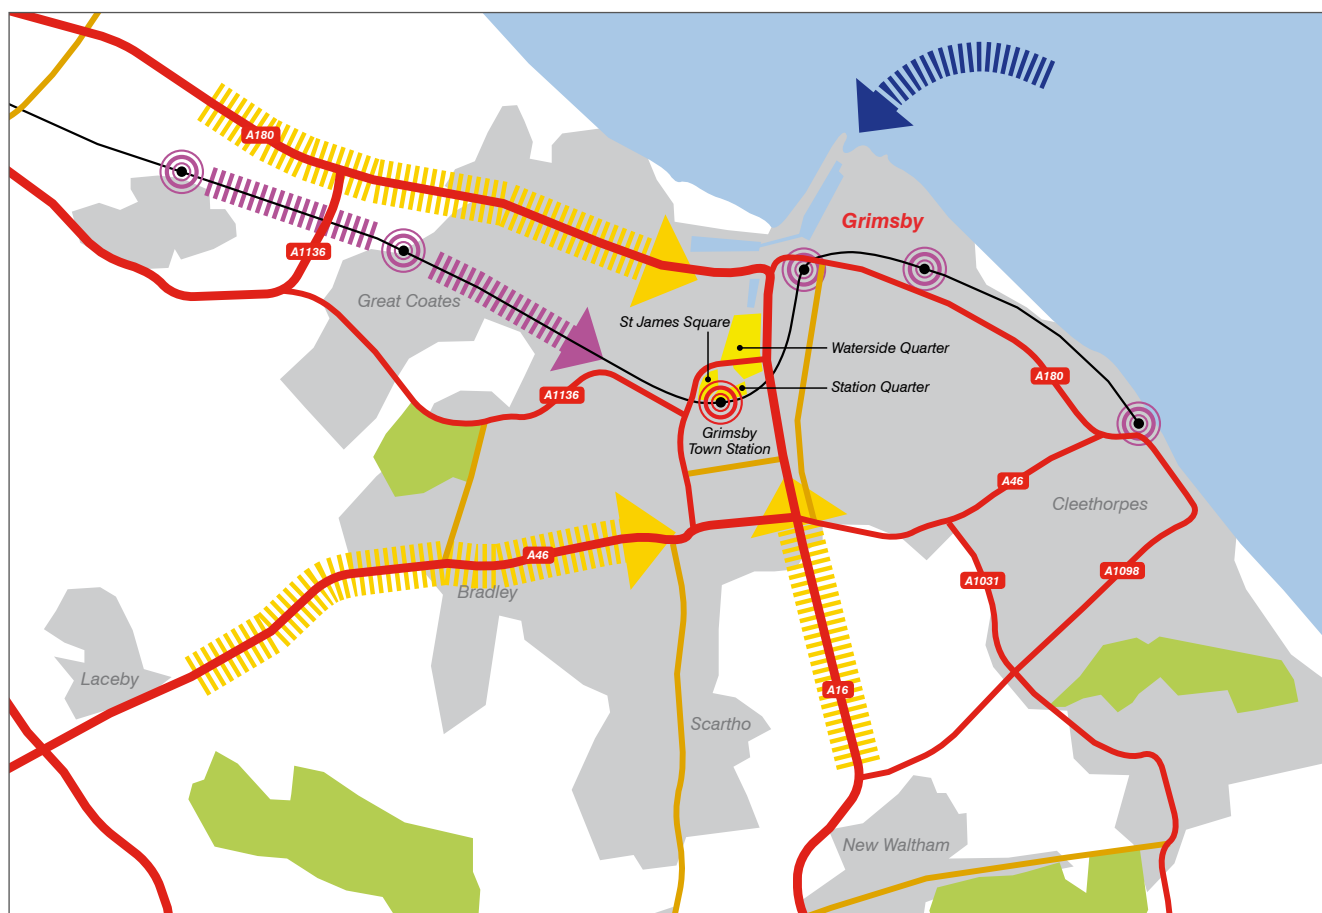 A180
Grimsby
A1136
Great Coates
St James Square
Waterside Quarter
A180
Station Quarter
A1136
Grimsby
Town Station
A46
Cleethorpes
A46
A1098
A1031
Bradley
Laceby
A16
Scartho
New Waltham